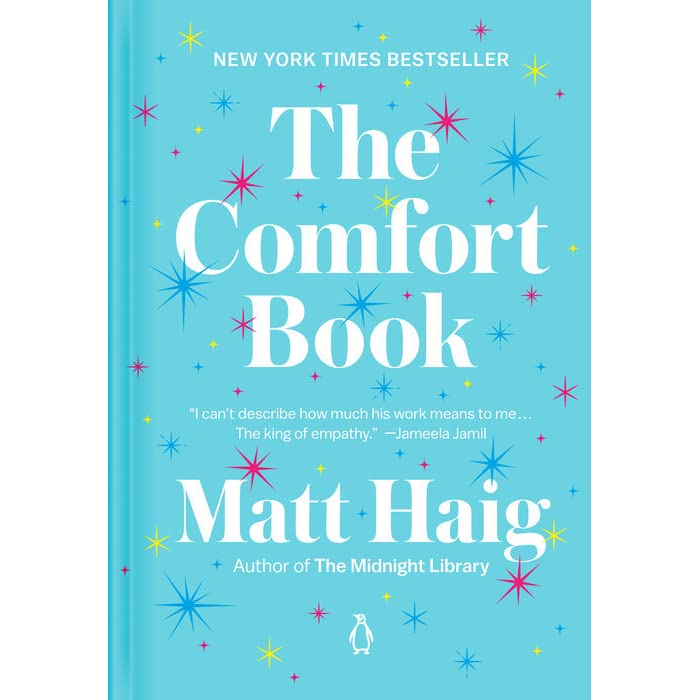 NEW YORK TIMES BESTSELLER
The
Comfort
Book
"I can't describe how much his work means to me...
The king of empathy." —Jameela Jamil
Matt Haig
Author of The Midnight Library